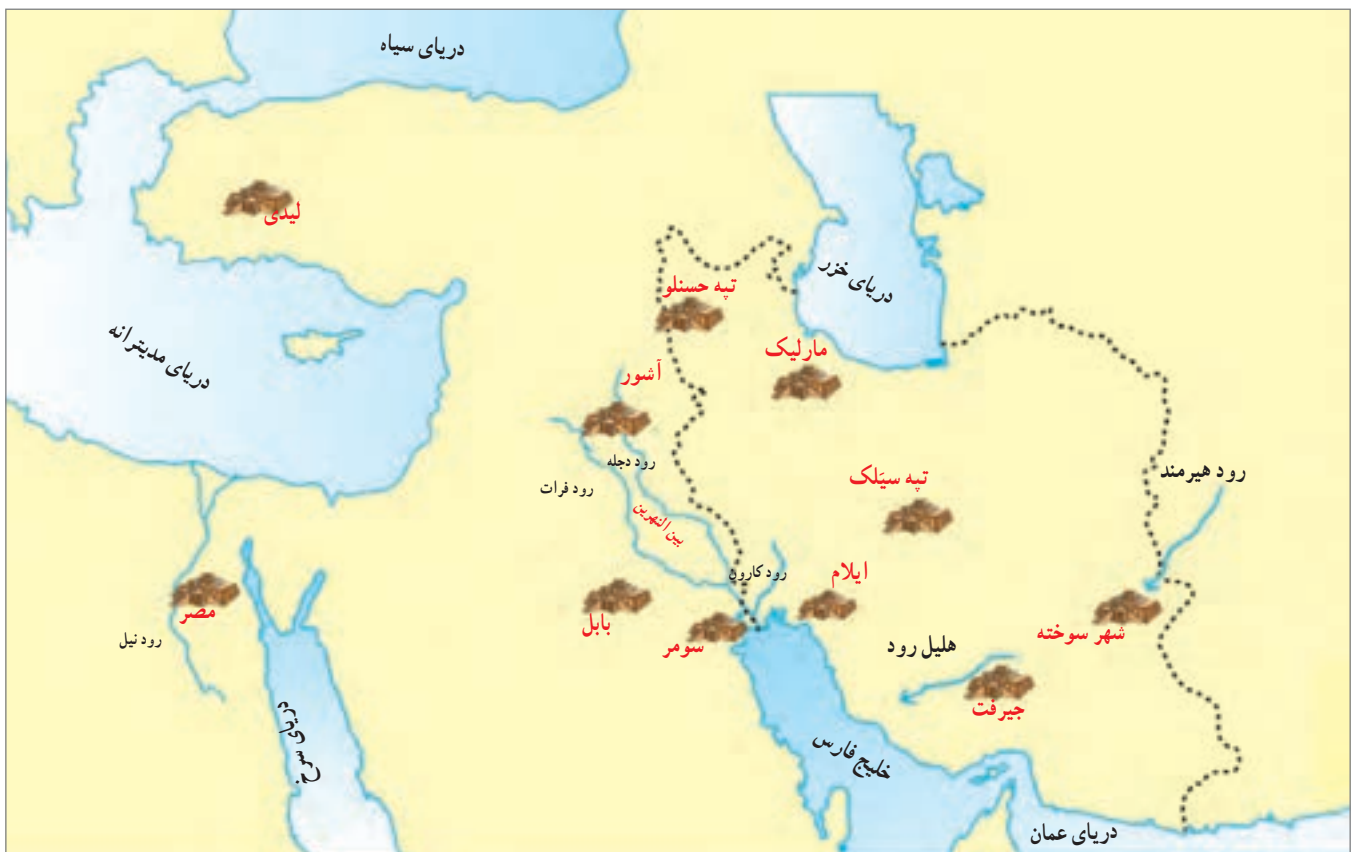 دریای سیاه
لیدی
دریای خزر
تپه حسنلو
دریای مدیترانه
مارلیک
آشور
رود دجله
رود فرات
تپه سیَلک
رود هیرمند
بین النهرین
رود کارون
ایلام
مصر
بابل
سومر
شهر سوخته
رود نیل
هلیل رود
جیرفت
دریای سرخ
خلیج فارس
دریای عمان